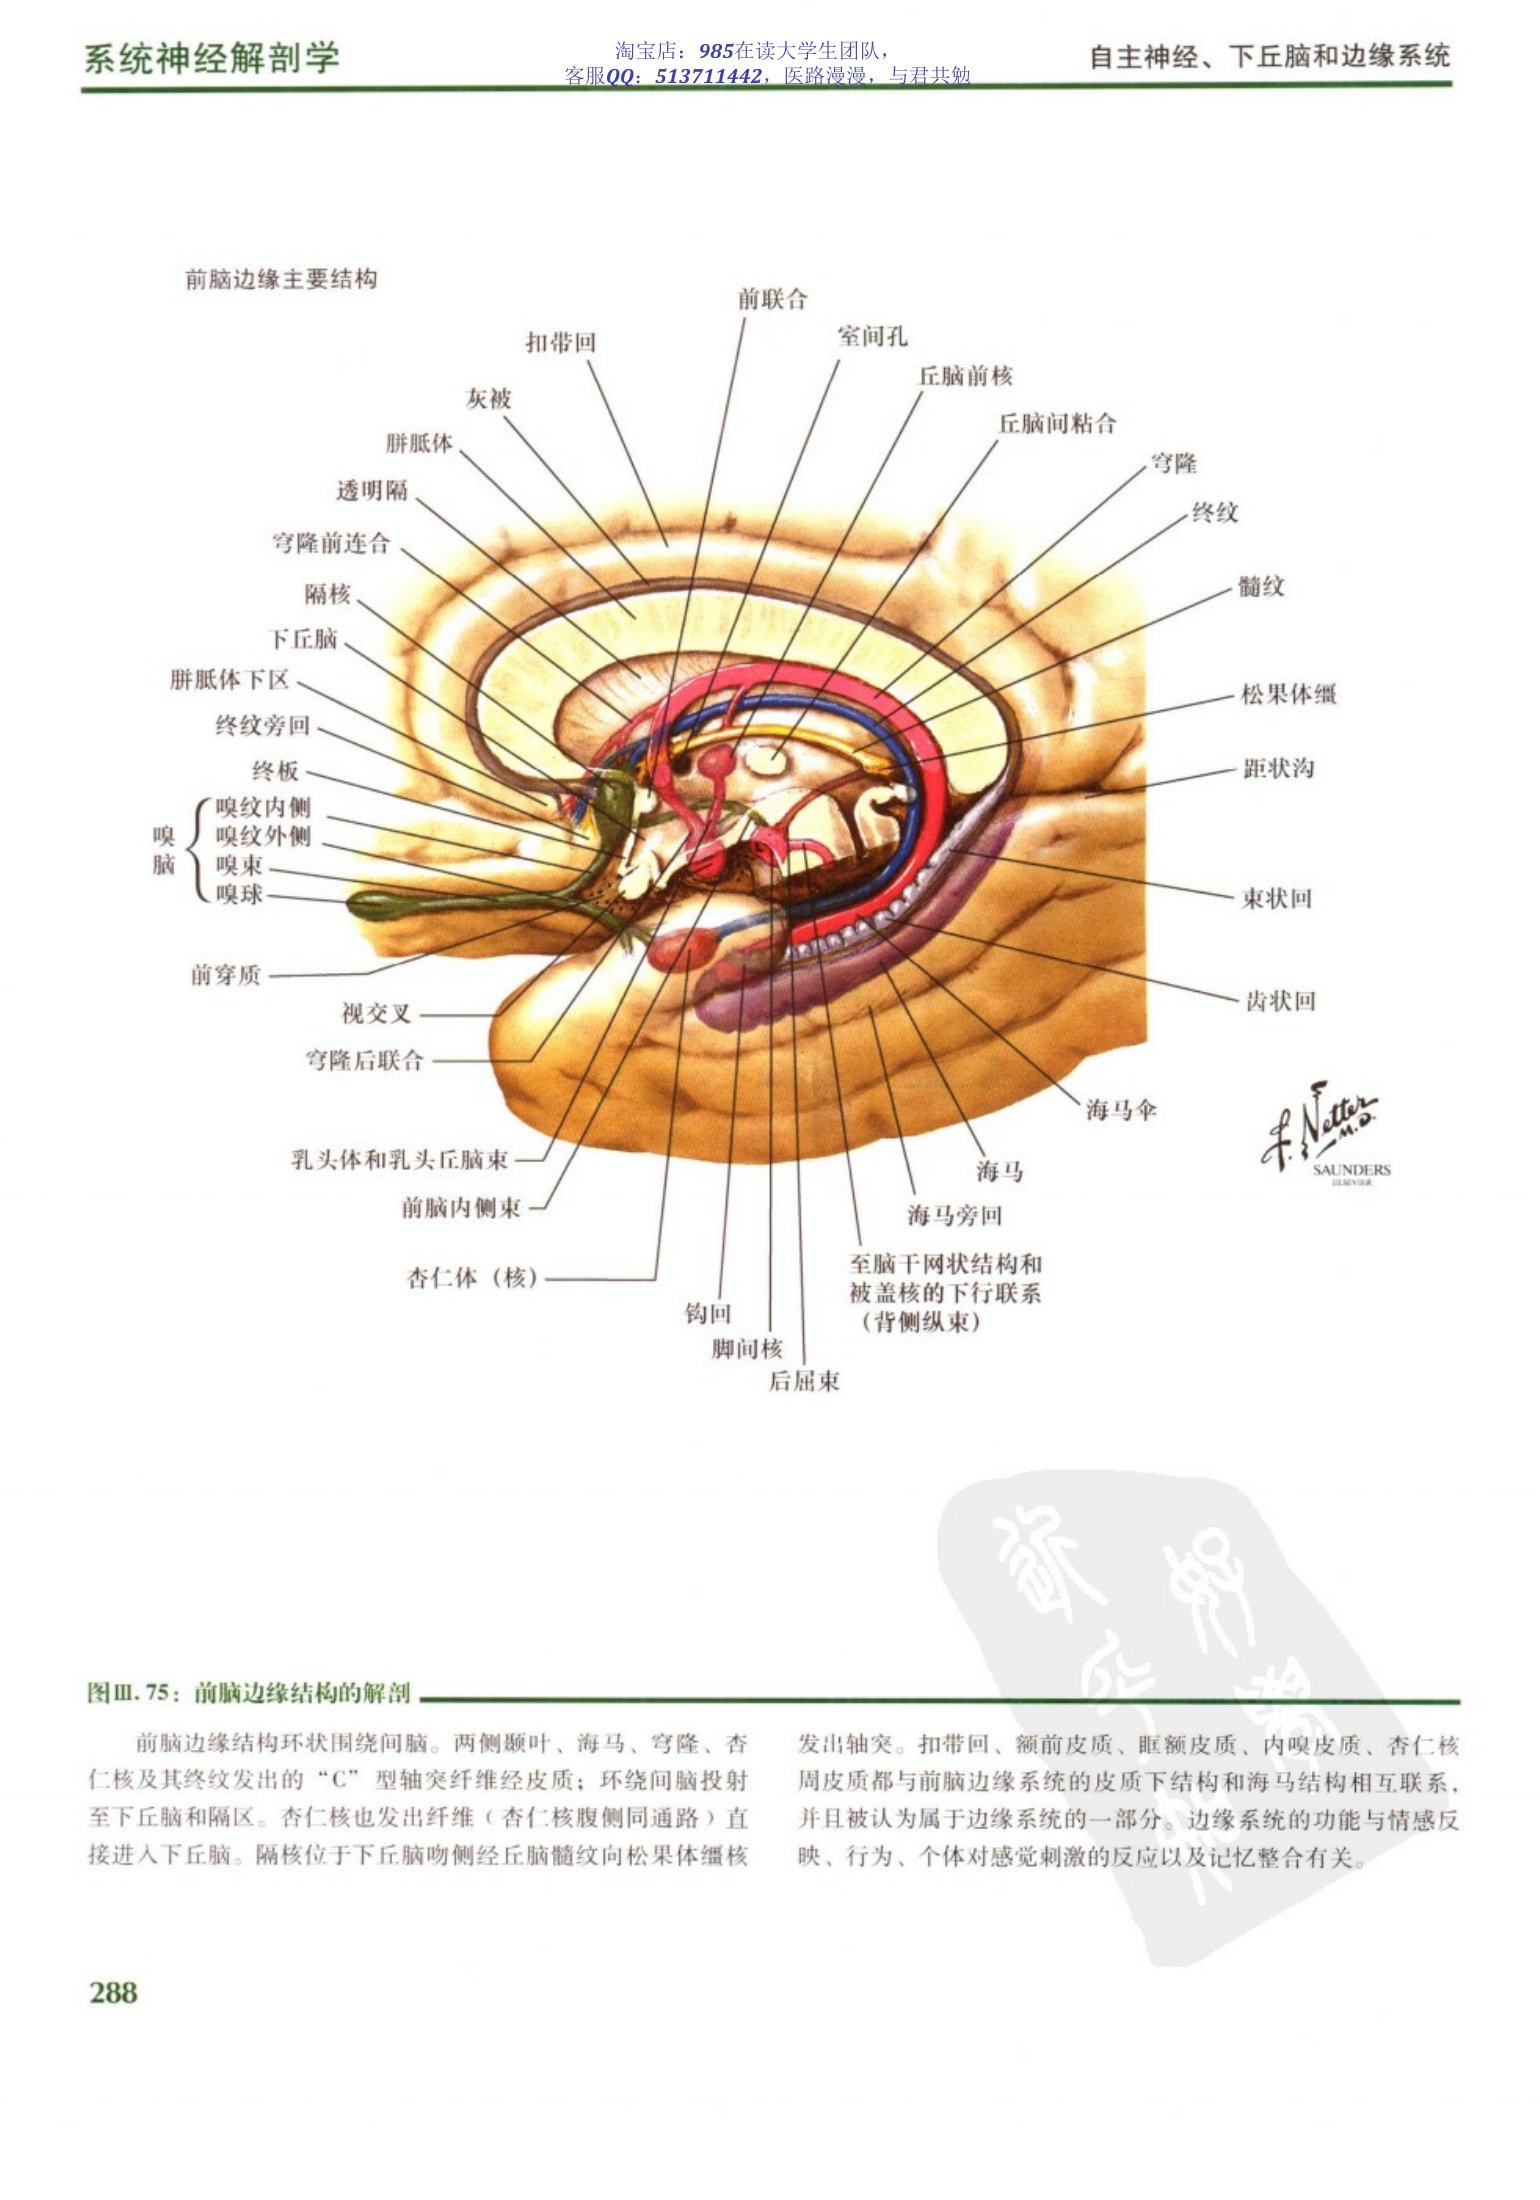 系统神经解剖学
淘宝店：985在读大学生团队，
客服QQ：513711442，医路漫漫，与君共勉
自主神经、下丘脑和边缘系统
前脑边缘主要结构
前联合
扣带回
室间孔
丘脑前核
灰被
丘脑间粘合
胼胝体
穹隆
透明隔
终纹
穹隆前连合
髓纹
隔核
下丘脑
胼胝体下区
松果体缰
终纹旁回
终板
距状沟
嗅脑
嗅纹内侧
嗅纹外侧
嗅束
嗅球
束状回
前穿质
齿状回
视交叉
穹隆后联合
海马伞
乳头体和乳头丘脑束
海马
前脑内侧束
海马旁回
杏仁体（核）
至脑干网状结构和
被盖核的下行联系
（背侧纵束）
钩回
脚间核
后屈束
F. Netter
M.D.
SAUNDERS
ELSEVIER
图Ⅲ. 75：前脑边缘结构的解剖
前脑边缘结构环状围绕间脑。两侧颞叶、海马、穹隆、杏
仁核及其终纹发出的“C”型轴突纤维经皮质；环绕间脑投射
至下丘脑和隔区。杏仁核也发出纤维（杏仁核腹侧同通路）直
接进入下丘脑。隔核位于下丘脑吻侧经丘脑髓纹向松果体缰核
发出轴突。扣带回、额前皮质、眶额皮质、内嗅皮质、杏仁核
周皮质都与前脑边缘系统的皮质下结构和海马结构相互联系，
并且被认为属于边缘系统的一部分。边缘系统的功能与情感反
映、行为、个体对感觉刺激的反应以及记忆整合有关。
288